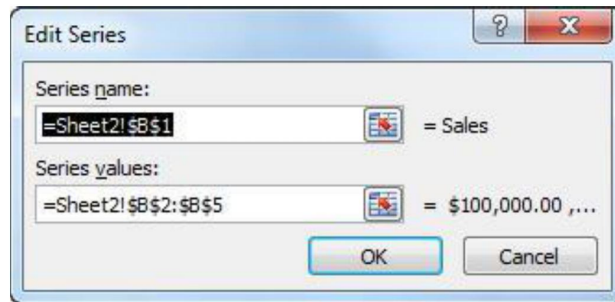 Edit Series
Series name:
=Sheet2!$B$1 = Sales
Series values:
=Sheet2!$B$2:$B$5 = $100,000.00 ,...
OK Cancel